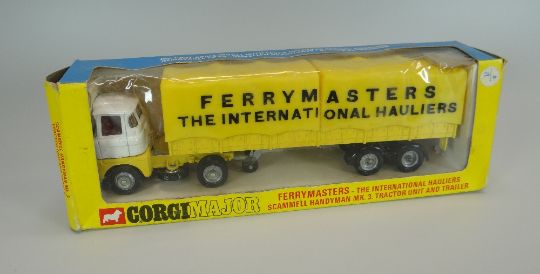 FERRYMASTERS
THE INTERNATIONAL HAULIERS
CORGI MAJOR
FERRYMASTERS - THE INTERNATIONAL HAULIERS
SCAMMELL HANDYMAN MK. 3. TRACTOR UNIT AND TRAILER